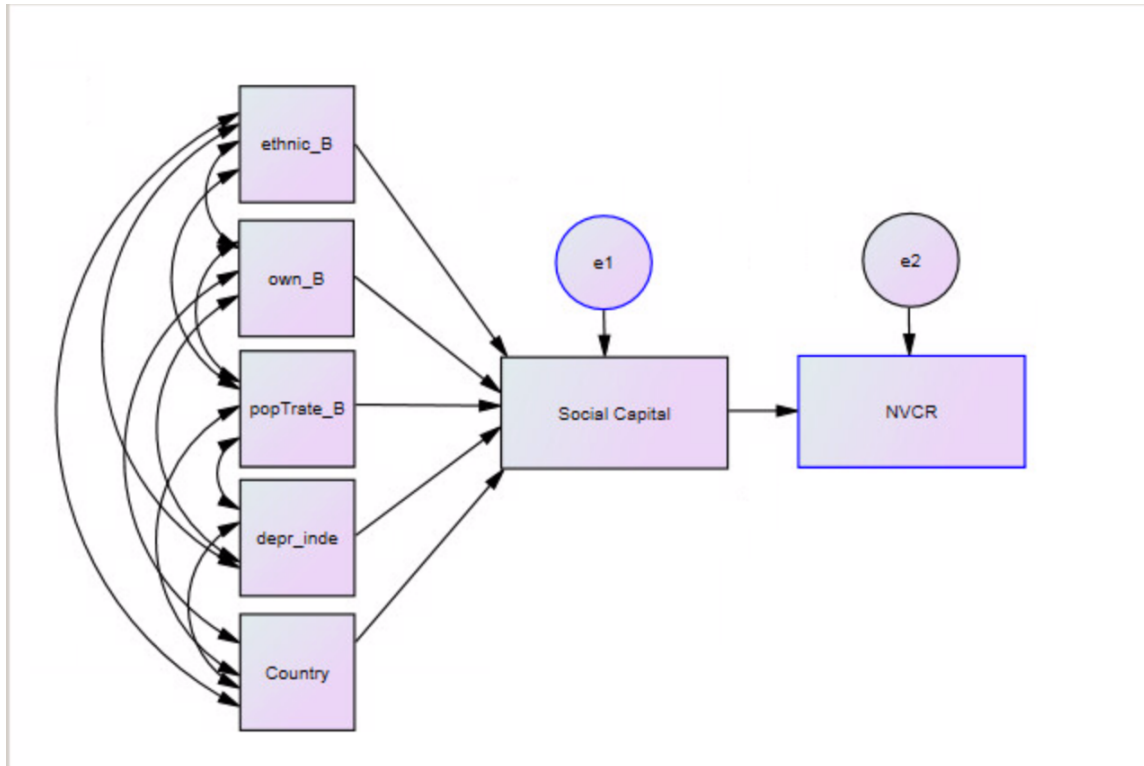 ethnic_B
own_B
popTrate_B
depr_inde
Country
e1
Social Capital
e2
NVCR